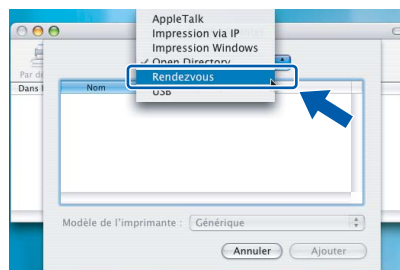 AppleTalk
Impression via IP
Impression Windows
✓ Open Directory
Rendezvous
USB
Par dé
Dans l
Nom
Modèle de l'imprimante : Générique
Annuler Ajouter